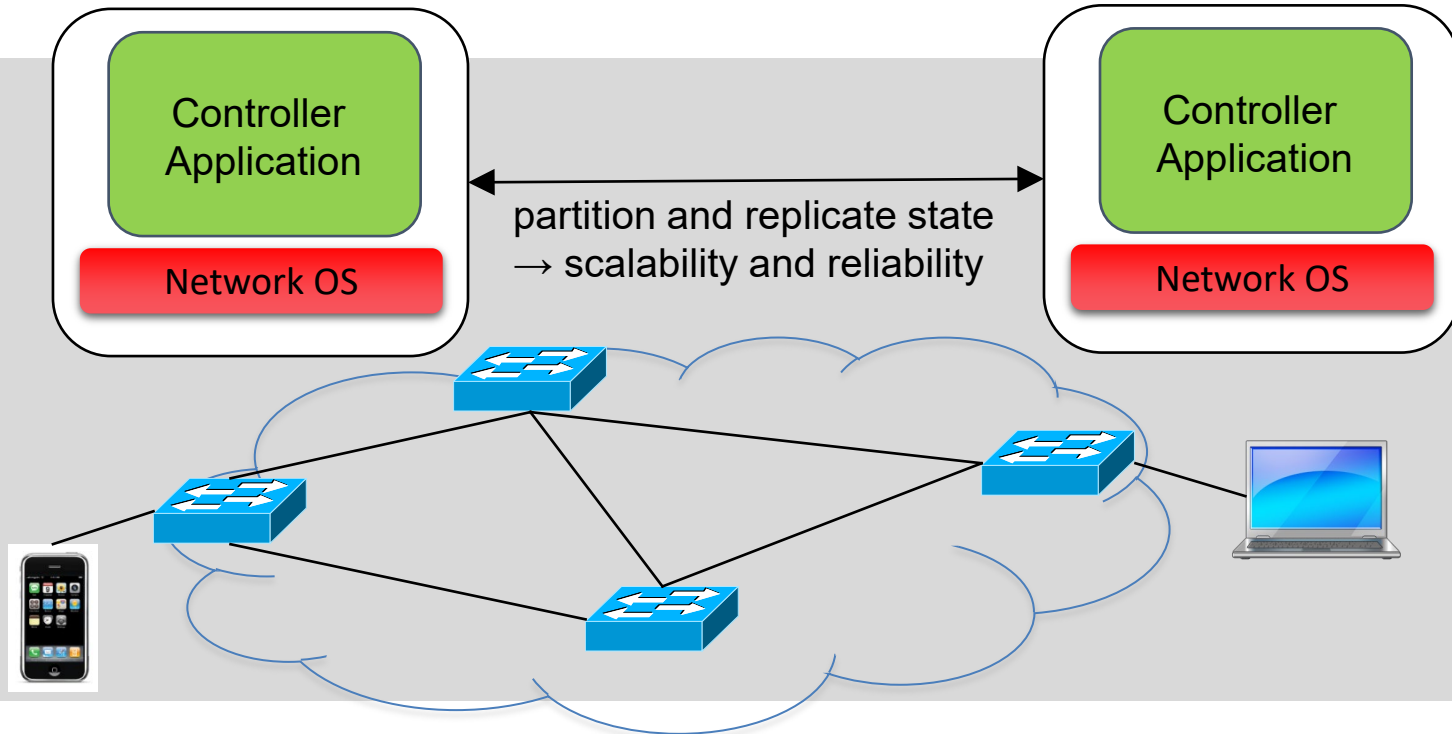 Controller
Application
Network OS
partition and replicate state
→ scalability and reliability
Controller
Application
Network OS